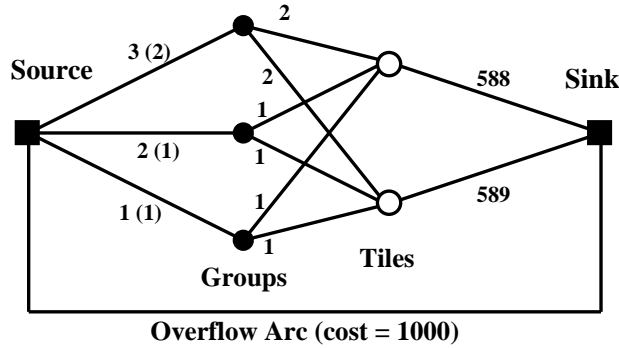 2
3 (2)
Source
2
588
Sink
1
2 (1)
1
1 (1)
1
589
1
Tiles
Groups
Overflow Arc (cost = 1000)